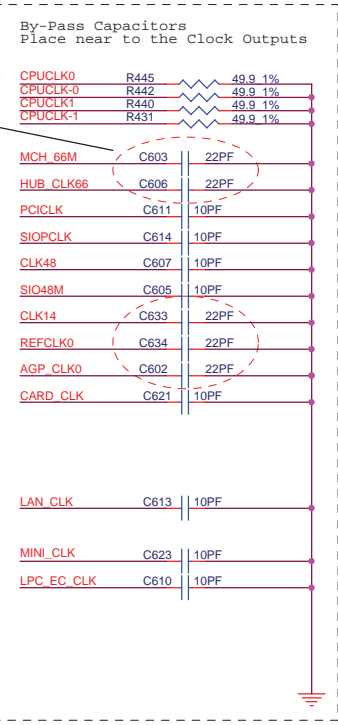 By-Pass Capacitors
Place near to the Clock Outputs
CPUCLK0 R445 49.9 1%
CPUCLK-0 R442 49.9 1%
CPUCLK1 R440 49.9 1%
CPUCLK-1 R431 49.9 1%
MCH_66M C603 22PF
HUB_CLK66 C606 22PF
PCICLK C611 10PF
SIOPCLK C614 10PF
CLK48 C607 10PF
SIO48M C605 10PF
CLK14 C633 22PF
REFCLK0 C634 22PF
AGP_CLK0 C602 22PF
CARD_CLK C621 10PF
LAN_CLK C613 10PF
MINI_CLK C623 10PF
LPC_EC_CLK C610 10PF